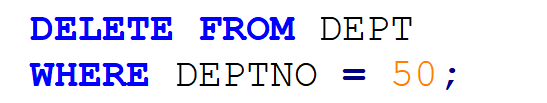 DELETE FROM DEPT
WHERE DEPTNO = 50;